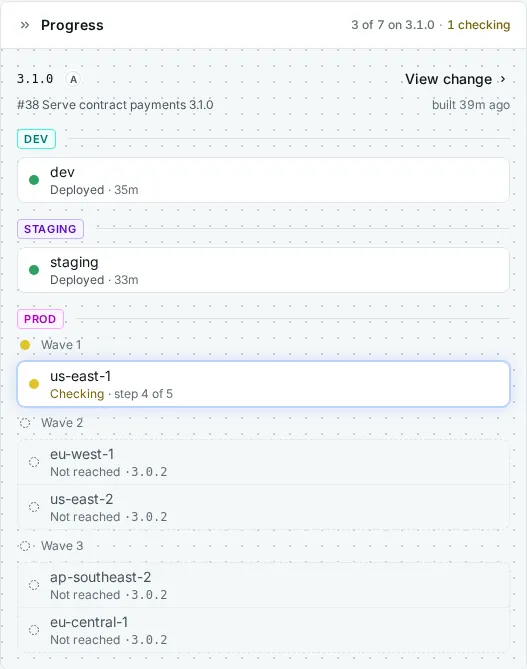 Progress
3 of 7 on 3.1.0 · 1 checking
3.1.0 A
View change
#38 Serve contract payments 3.1.0
built 39m ago
DEV
dev
Deployed · 35m
STAGING
staging
Deployed · 33m
PROD
Wave 1
us-east-1
Checking · step 4 of 5
Wave 2
eu-west-1
Not reached · 3.0.2
us-east-2
Not reached · 3.0.2
Wave 3
ap-southeast-2
Not reached · 3.0.2
eu-central-1
Not reached · 3.0.2